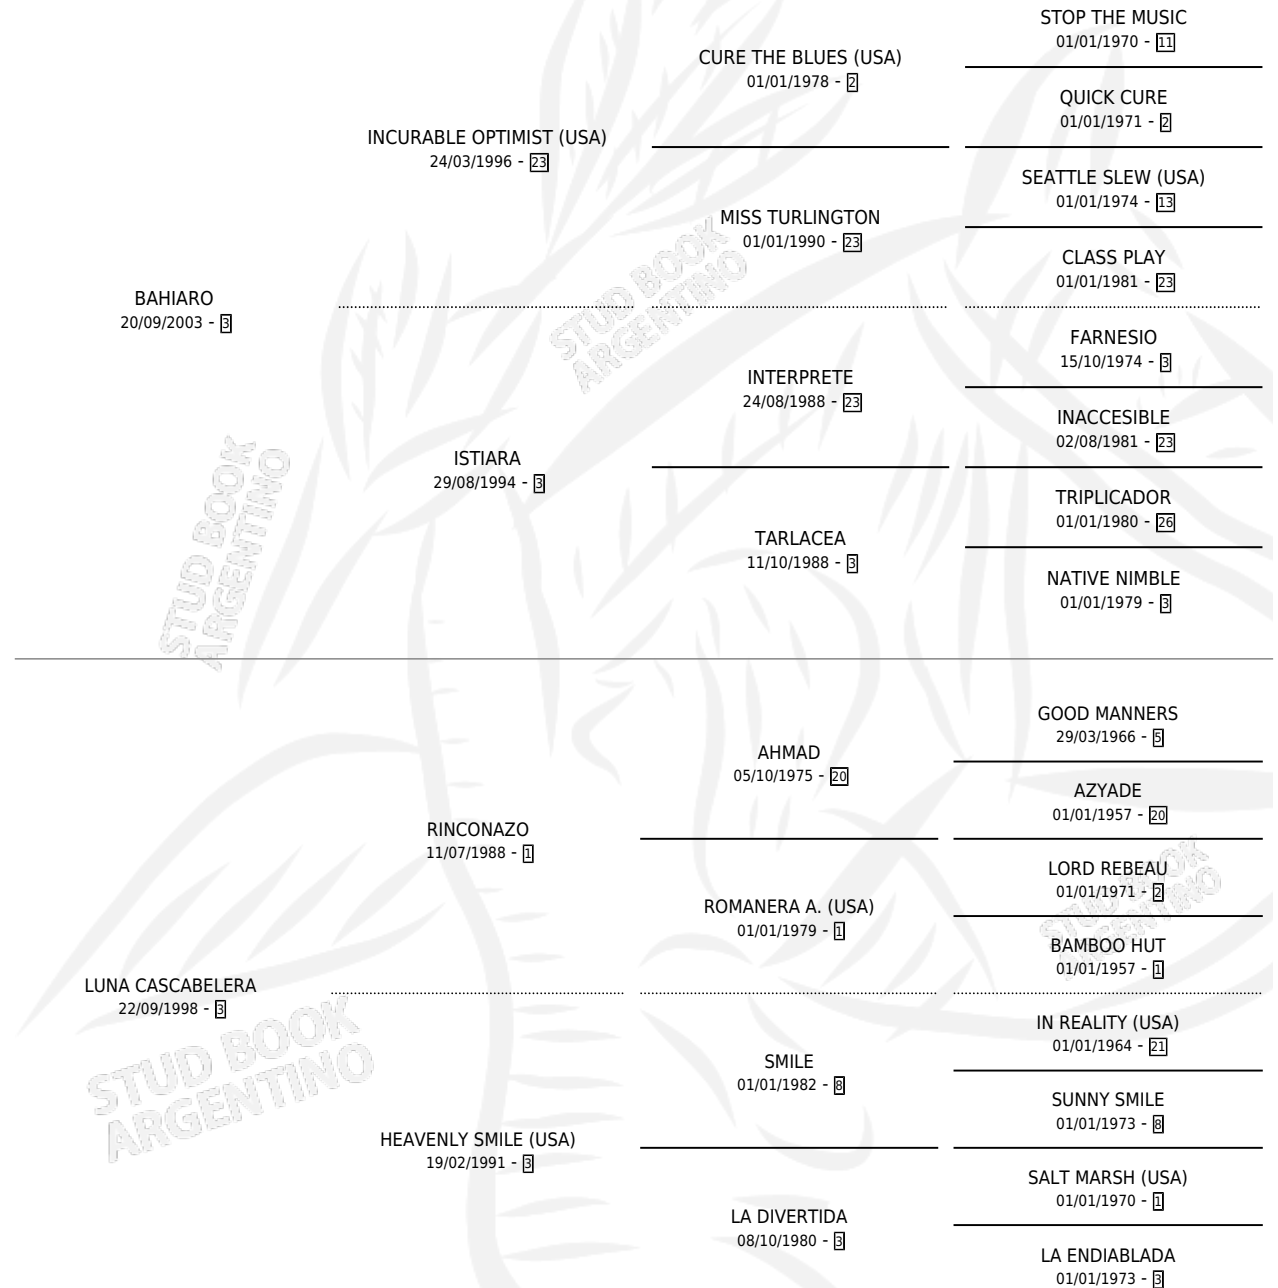 STOP THE MUSIC
01/01/1970 - 11
CURE THE BLUES (USA)
01/01/1978 - 2
QUICK CURE
01/01/1971 - 2
INCURABLE OPTIMIST (USA)
24/03/1996 - 23
SEATTLE SLEW (USA)
01/01/1974 - 13
MISS TURLINGTON
01/01/1990 - 23
CLASS PLAY
01/01/1981 - 23
BAHIARO
20/09/2003 - 3
FARNESIO
15/10/1974 - 3
INTERPRETE
24/08/1988 - 23
INACCESIBLE
02/08/1981 - 23
ISTIARA
29/08/1994 - 3
TRIPLICADOR
01/01/1980 - 26
TARLACEA
11/10/1988 - 3
NATIVE NIMBLE
01/01/1979 - 3
STUD BOOK
ARGENTINO
STUD BOOK
ARGENTINO
GOOD MANNERS
29/03/1966 - 5
AHMAD
05/10/1975 - 20
AZYADE
01/01/1957 - 20
RINCONAZO
11/07/1988 - 1
LORD REBEAU
01/01/1971 - 2
ROMANERA A. (USA)
01/01/1979 - 1
BAMBOO HUT
01/01/1957 - 1
LUNA CASCABELERA
22/09/1998 - 3
IN REALITY (USA)
01/01/1964 - 21
SMILE
01/01/1982 - 8
SUNNY SMILE
01/01/1973 - 8
HEAVENLY SMILE (USA)
19/02/1991 - 3
SALT MARSH (USA)
01/01/1970 - 1
LA DIVERTIDA
08/10/1980 - 3
LA ENDIABLADA
01/01/1973 - 3
STUD BOOK
ARGENTINO
STUD BOOK
ARGENTINO